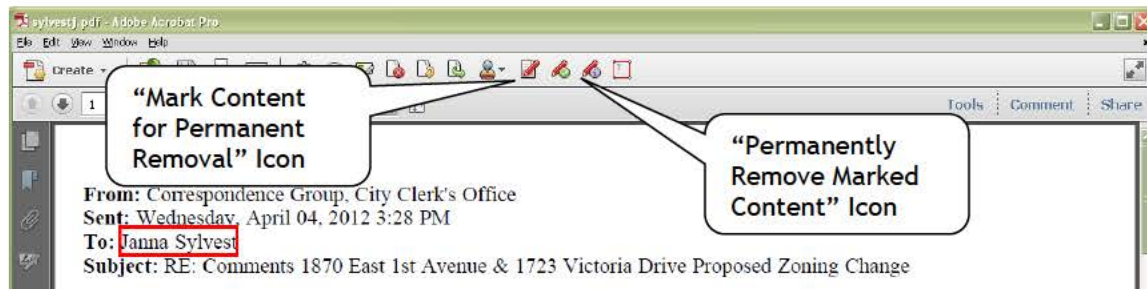 sylvestj.pdf - Adobe Acrobat Pro
File Edit View Window Help
Create
1
Tools Comment Share
"Mark Content
for Permanent
Removal" Icon
"Permanently
Remove Marked
Content" Icon
From: Correspondence Group, City Clerk's Office
Sent: Wednesday, April 04, 2012 3:28 PM
To: Janna Sylvest
Subject: RE: Comments 1870 East 1st Avenue & 1723 Victoria Drive Proposed Zoning Change